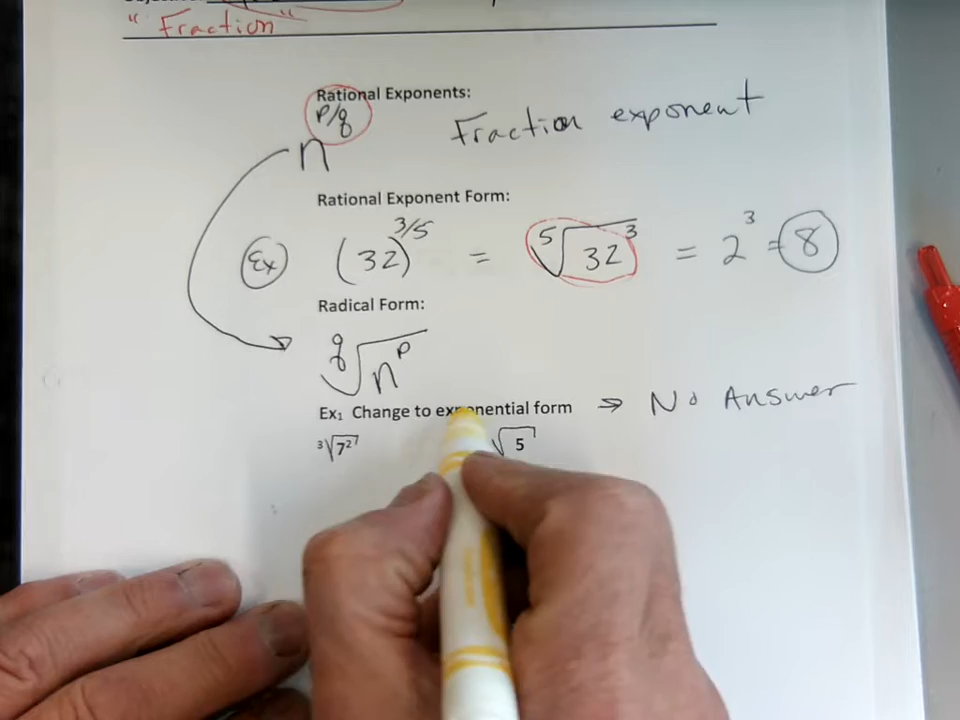 "Fraction"
Rational Exponents:
n^{p/q} Fraction exponent
Rational Exponent Form:
Ex (32)^{3/5} = ⁵√32³ = 2³ = 8
Radical Form:
q√n^p
Ex₁ Change to exponential form → No Answer
³√7² √5